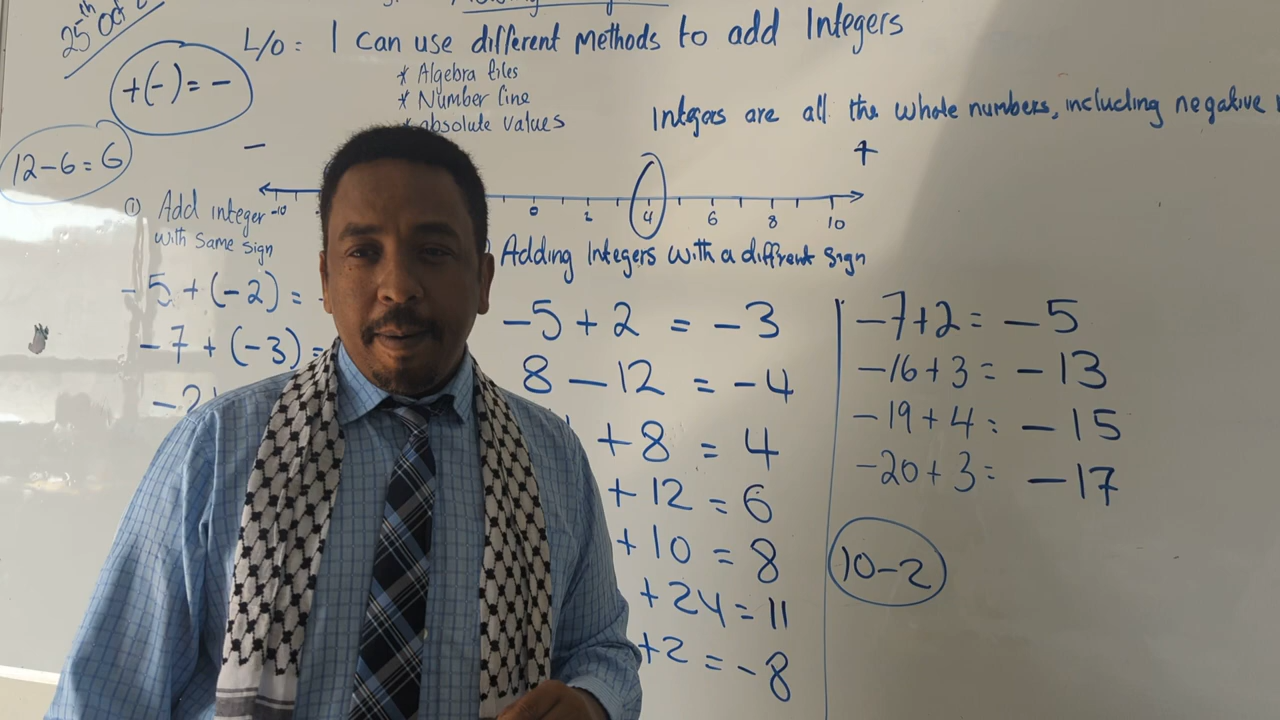 25th Oct
L/O = I can use different methods to add Integers
* Algebra tiles
* Number line
* absolute values
+(-) = -
12-6=6
Integers are all the whole numbers, including negative
- +
-10 0 2 4 6 8 10
① Add integer
with same sign
-5+(-2) =
-7+(-3) =
-2
Adding Integers with a different sign
-5+2 = -3
8-12 = -4
+8 = 4
+12 = 6
+10 = 8
+24 = 11
+2 = -8
-7+2 = -5
-16+3 = -13
-19+4 = -15
-20+3 = -17
10-2